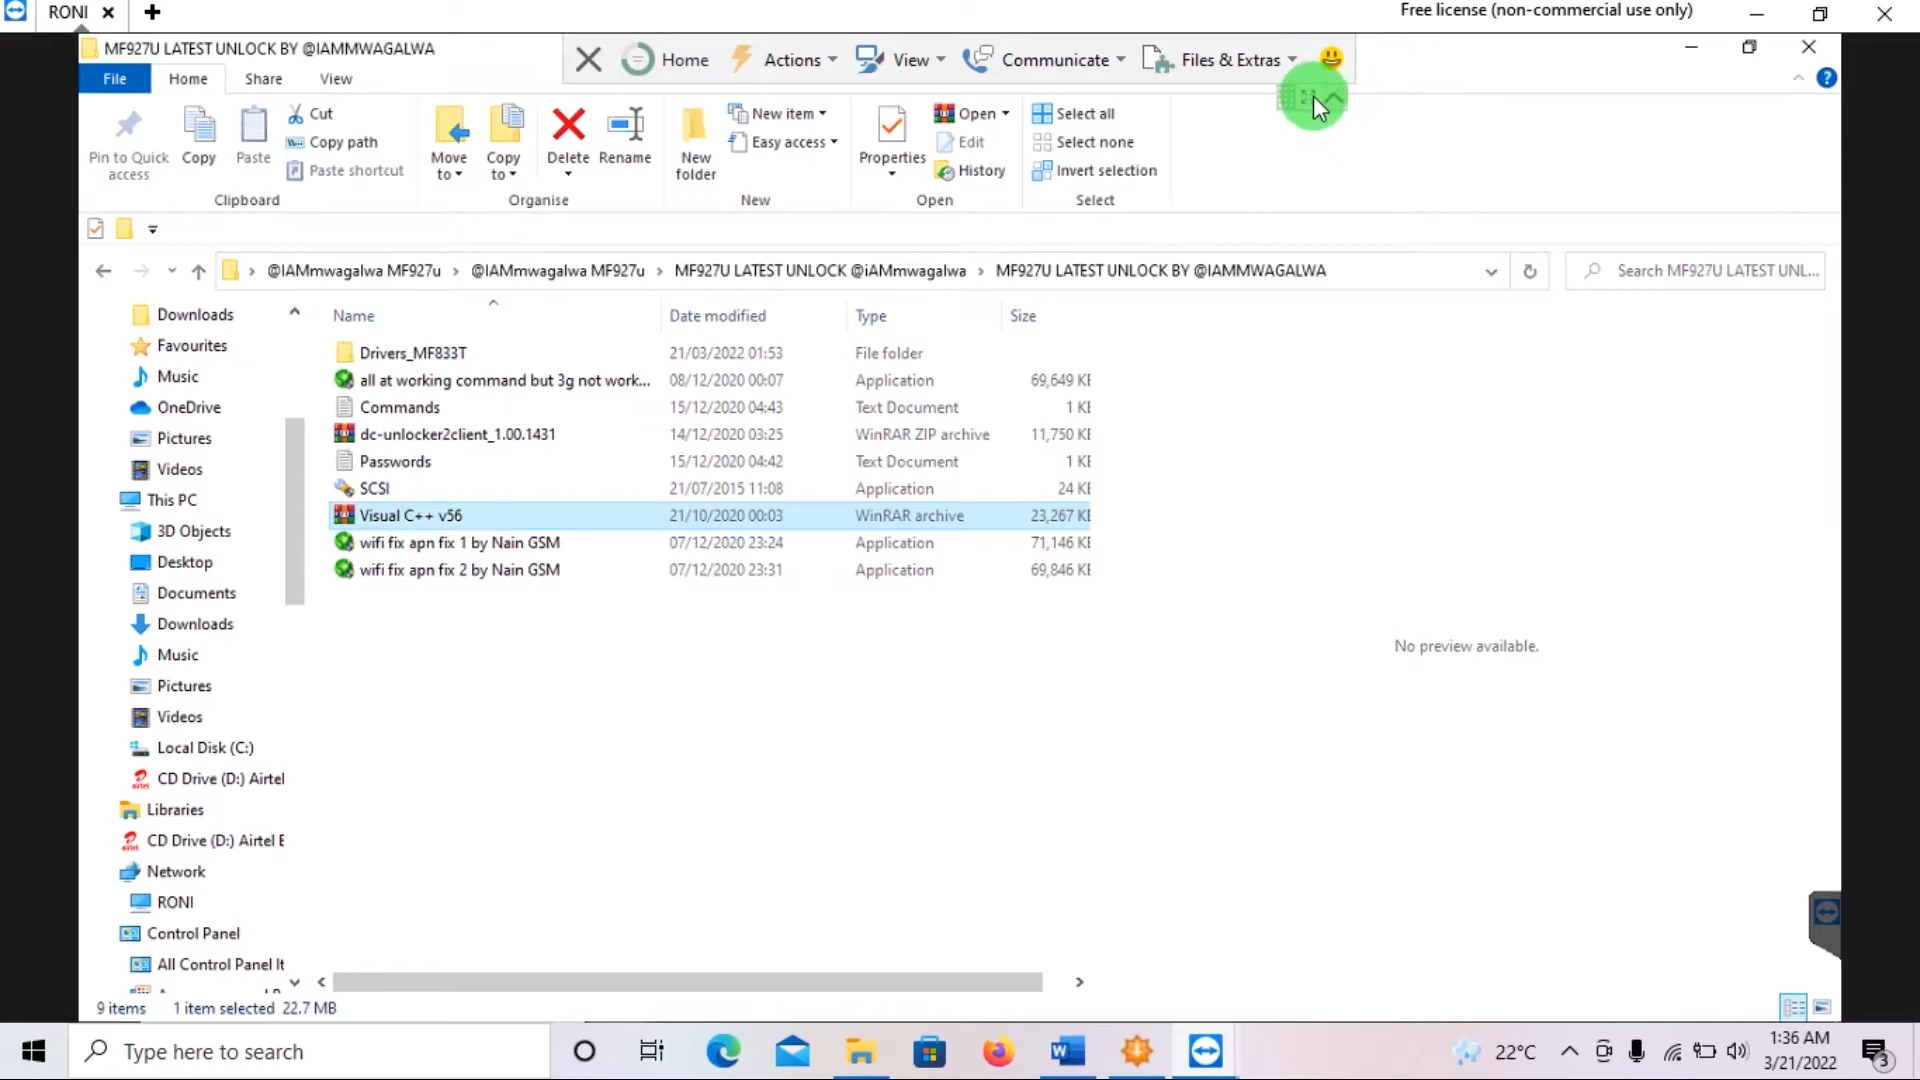 RONI
Free license (non-commercial use only)
MF927U LATEST UNLOCK BY @IAMMWAGALWA
Home Actions View Communicate Files & Extras
File Home Share View
Pin to Quick access
Copy
Paste
Cut
Copy path
Paste shortcut
Move to
Copy to
Delete
Rename
New folder
New item
Easy access
Properties
Open
Edit
History
Select all
Select none
Invert selection
Clipboard Organise New Open Select
@IAMmwagalwa MF927u > @IAMmwagalwa MF927u > MF927U LATEST UNLOCK @iAMmwagalwa > MF927U LATEST UNLOCK BY @IAMMWAGALWA
Search MF927U LATEST UNL...
Downloads
Favourites
Music
OneDrive
Pictures
Videos
This PC
3D Objects
Desktop
Documents
Downloads
Music
Pictures
Videos
Local Disk (C:)
CD Drive (D:) Airtel
Libraries
CD Drive (D:) Airtel E
Network
RONI
Control Panel
All Control Panel It
Name Date modified Type Size
Drivers_MF833T 21/03/2022 01:53 File folder
all at working command but 3g not work... 08/12/2020 00:07 Application 69,649 KB
Commands 15/12/2020 04:43 Text Document 1 KB
dc-unlocker2client_1.00.1431 14/12/2020 03:25 WinRAR ZIP archive 11,750 KB
Passwords 15/12/2020 04:42 Text Document 1 KB
SCSI 21/07/2015 11:08 Application 24 KB
Visual C++ v56 21/10/2020 00:03 WinRAR archive 23,267 KB
wifi fix apn fix 1 by Nain GSM 07/12/2020 23:24 Application 71,146 KB
wifi fix apn fix 2 by Nain GSM 07/12/2020 23:31 Application 69,846 KB
No preview available.
9 items 1 item selected 22.7 MB
Type here to search
22°C
1:36 AM
3/21/2022
3